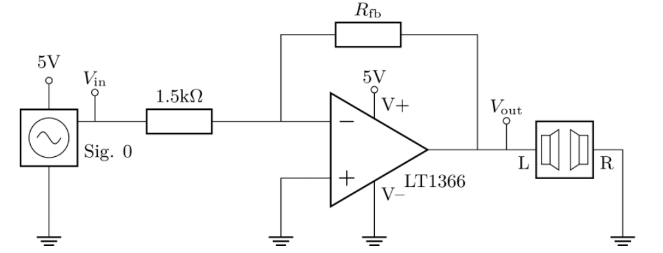 R_fb
5V
V_in
1.5kΩ
5V
V+
V_out
−
Sig. 0
L
R
+
V−
LT1366